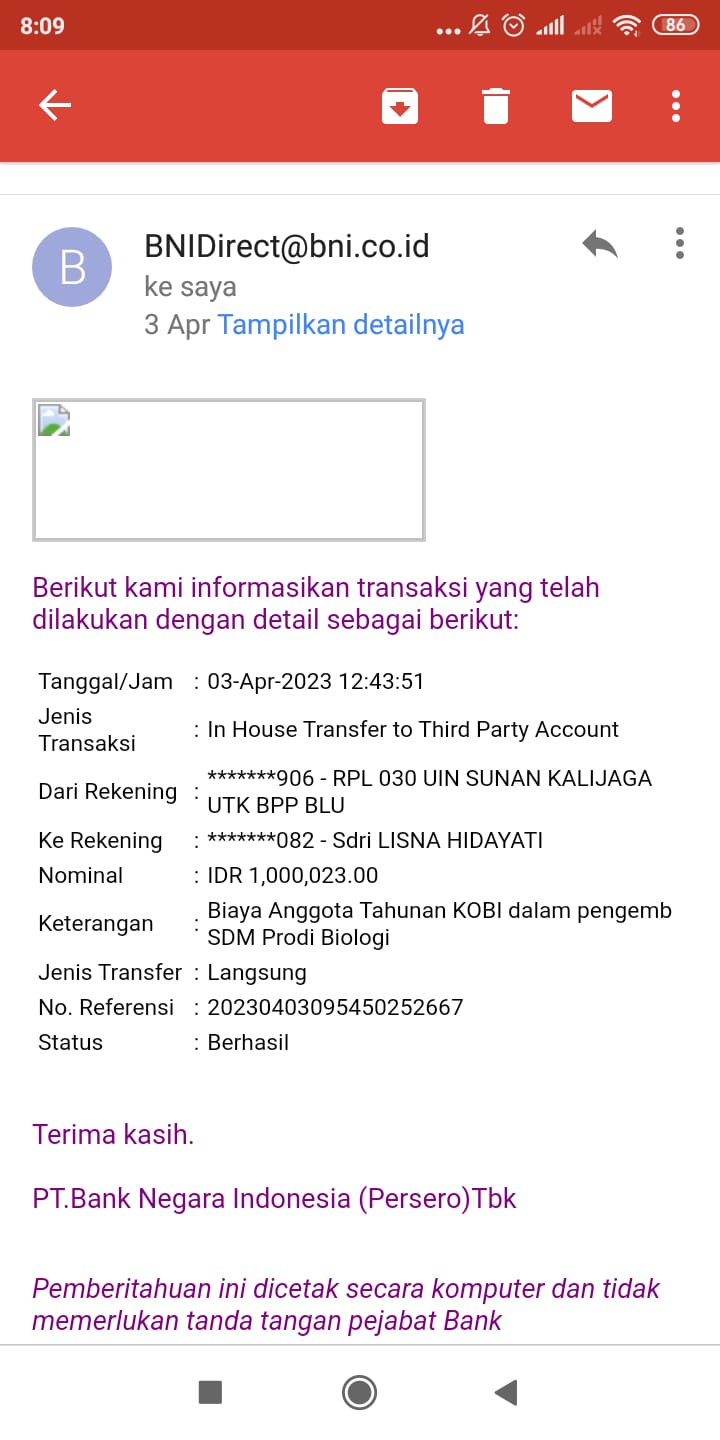 8:09
86
B
BNIDirect@bni.co.id
ke saya
3 Apr Tampilkan detailnya
Berikut kami informasikan transaksi yang telah
dilakukan dengan detail sebagai berikut:
Tanggal/Jam : 03-Apr-2023 12:43:51
Jenis
Transaksi : In House Transfer to Third Party Account
Dari Rekening : *******906 - RPL 030 UIN SUNAN KALIJAGA
UTK BPP BLU
Ke Rekening : *******082 - Sdri LISNA HIDAYATI
Nominal : IDR 1,000,023.00
Keterangan : Biaya Anggota Tahunan KOBI dalam pengemb
SDM Prodi Biologi
Jenis Transfer : Langsung
No. Referensi : 20230403095450252667
Status : Berhasil
Terima kasih.
PT.Bank Negara Indonesia (Persero)Tbk
Pemberitahuan ini dicetak secara komputer dan tidak
memerlukan tanda tangan pejabat Bank